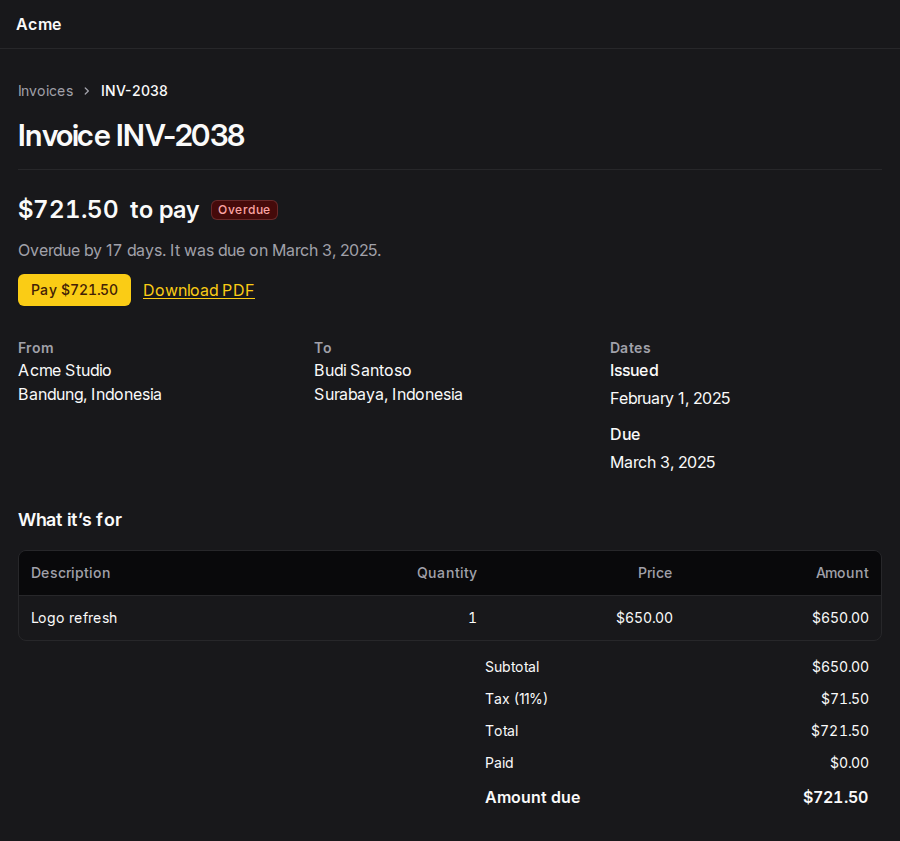 Acme
Invoices › INV-2038
Invoice INV-2038
$721.50 to pay Overdue
Overdue by 17 days. It was due on March 3, 2025.
Pay $721.50 Download PDF
From To Dates
Acme Studio Budi Santoso Issued
Bandung, Indonesia Surabaya, Indonesia February 1, 2025
Due
March 3, 2025
What it’s for
Description Quantity Price Amount
Logo refresh 1 $650.00 $650.00
Subtotal $650.00
Tax (11%) $71.50
Total $721.50
Paid $0.00
Amount due $721.50